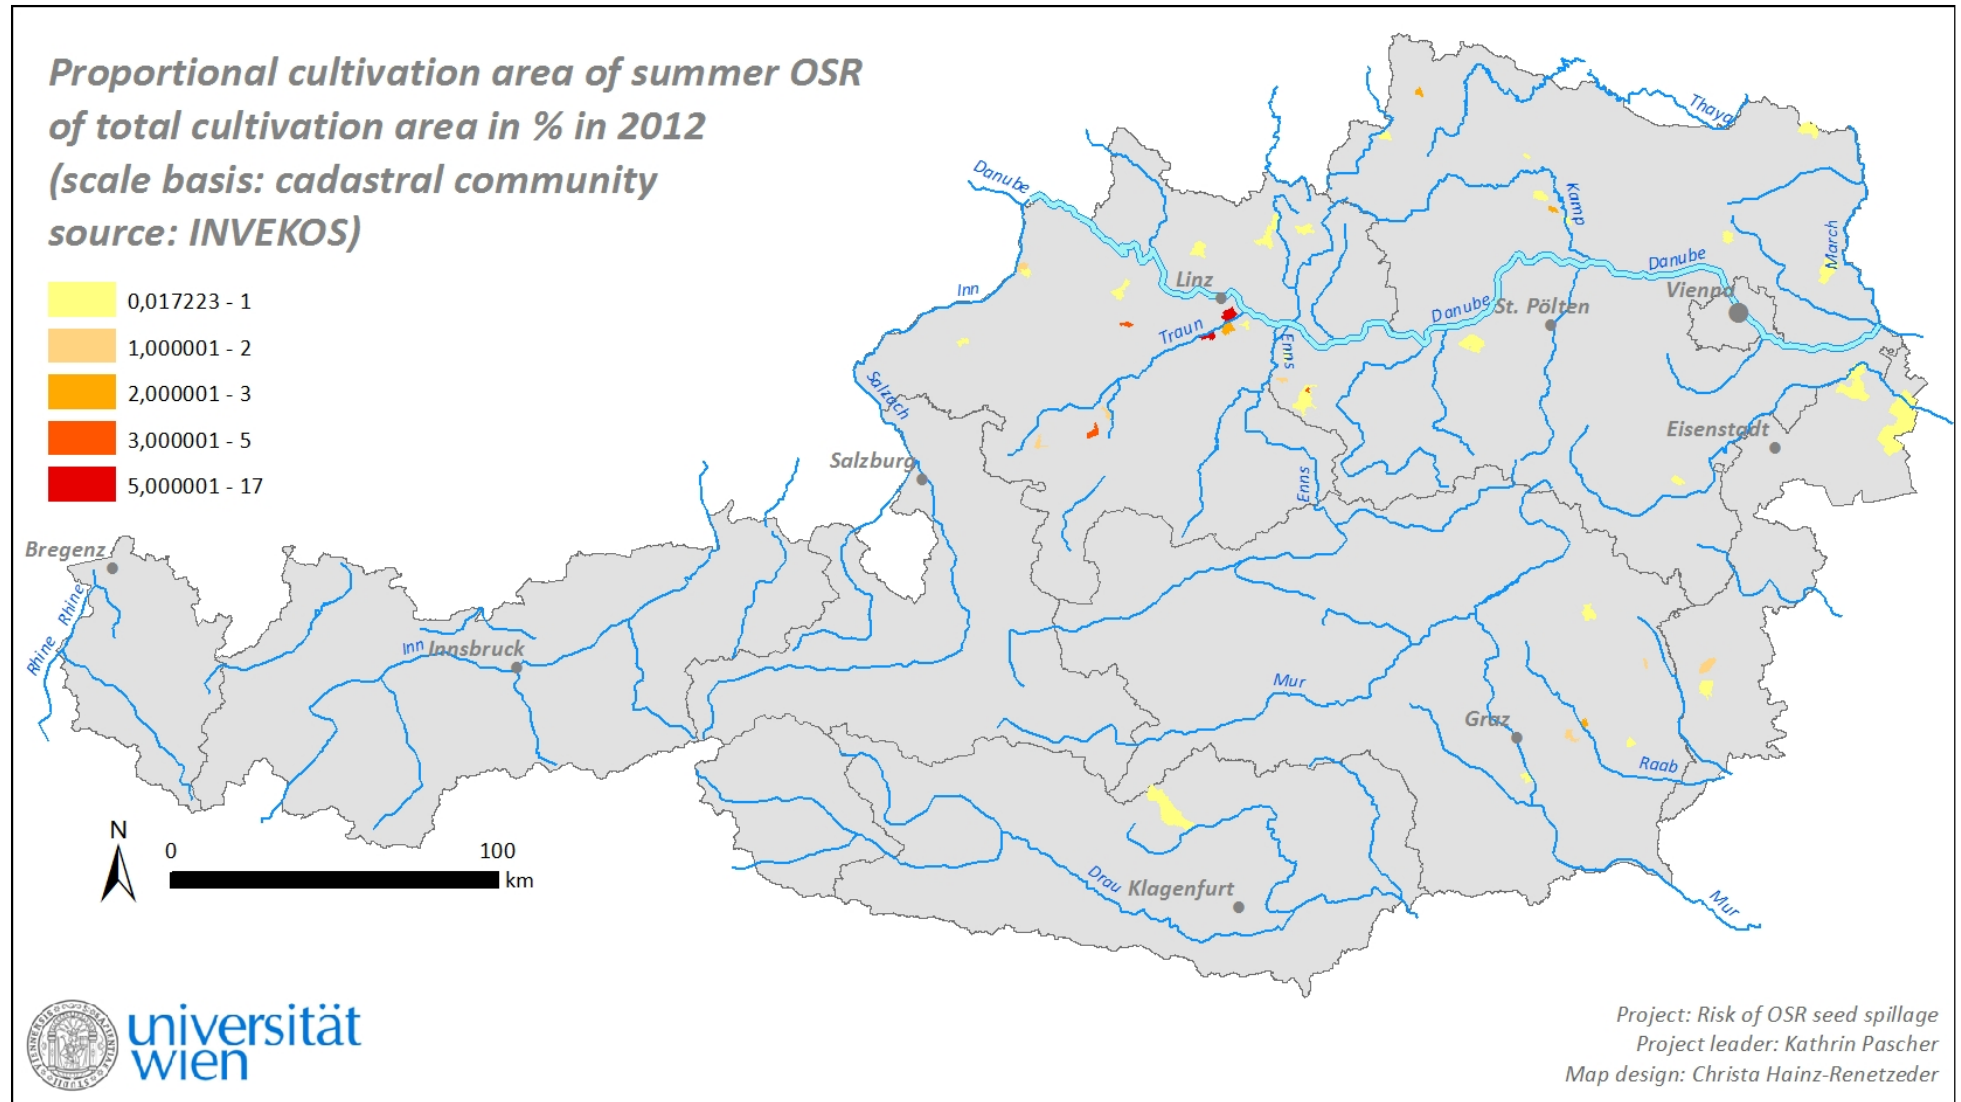 Proportional cultivation area of summer OSR
of total cultivation area in % in 2012
(scale basis: cadastral community
source: INVEKOS)
0,017223 - 1
1,000001 - 2
2,000001 - 3
3,000001 - 5
5,000001 - 17
Thaya
Danube
Kamp
March
Danube
Linz
Inn
Vienna
Danube
St. Pölten
Traun
Enns
Salzach
Eisenstadt
Salzburg
Enns
Bregenz
Rhine
Rhine
Inn
Innsbruck
Mur
Graz
Raab
Drau
Klagenfurt
Mur
N
0
100
km
universität
wien
Project: Risk of OSR seed spillage
Project leader: Kathrin Pascher
Map design: Christa Hainz-Renetzeder